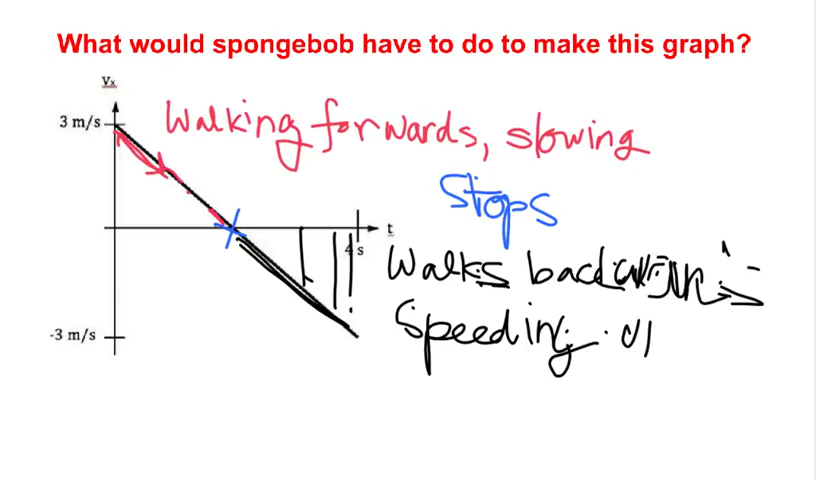 What would spongebob have to do to make this graph?
Vx
3 m/s
Walking forwards, slowing
Stops
t
4 s
Walks
-3 m/s
Speeding